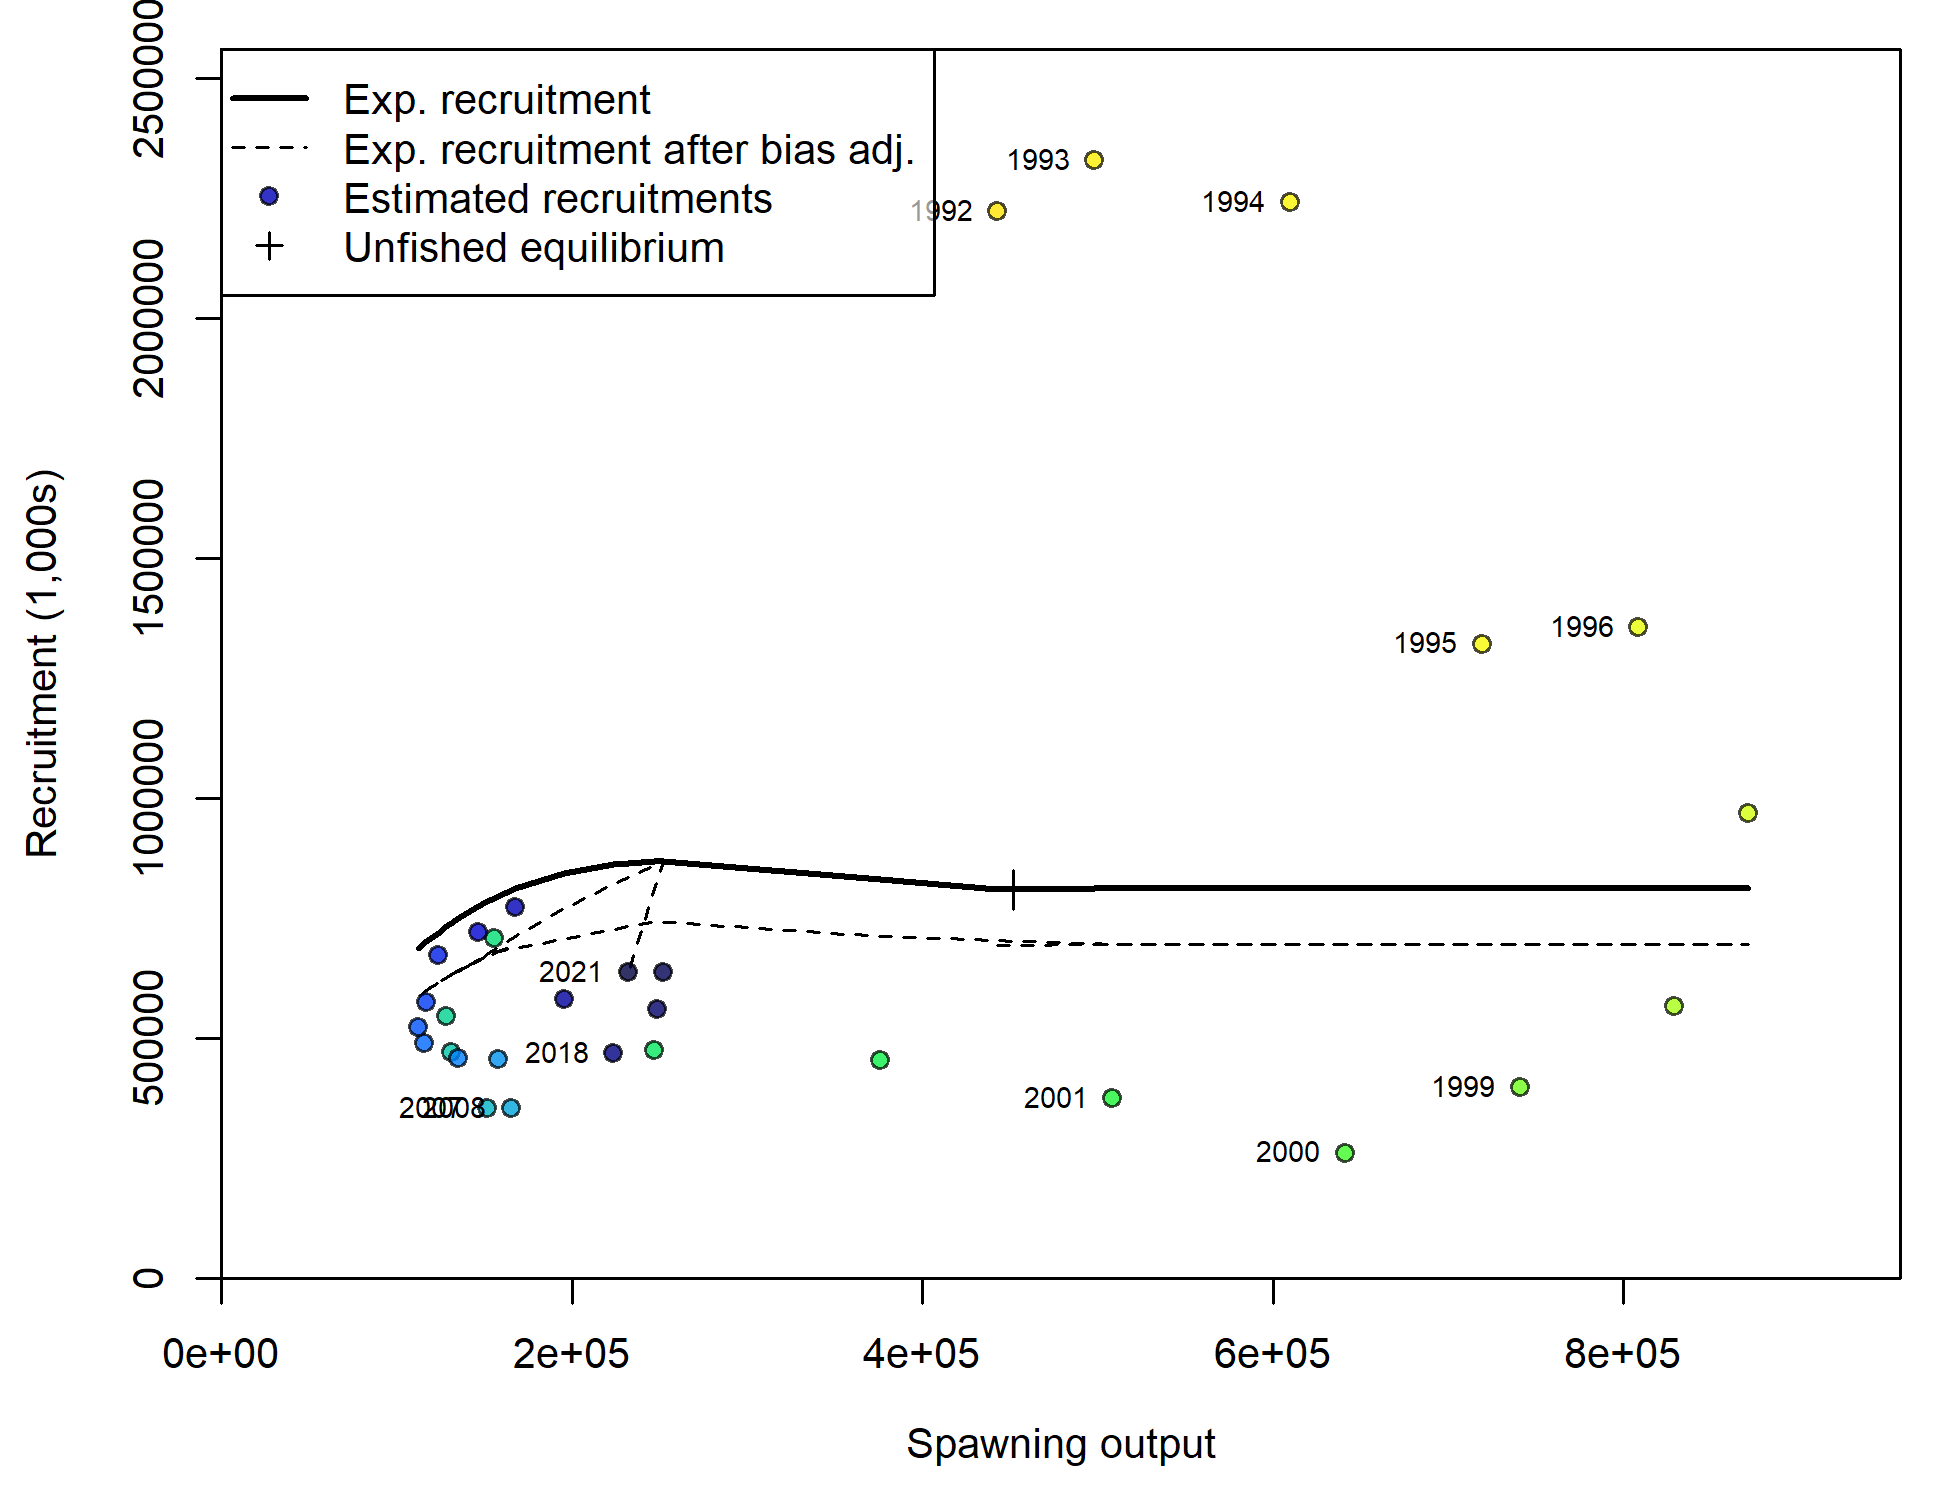 Exp. recruitment
Exp. recruitment after bias adj.
Estimated recruitments
Unfished equilibrium
1993
1992
1994
1995
1996
2021
2018
2007
2008
2001
1999
2000
2500000
2000000
1500000
1000000
500000
0
Recruitment (1,000s)
0e+00
2e+05
4e+05
6e+05
8e+05
Spawning output